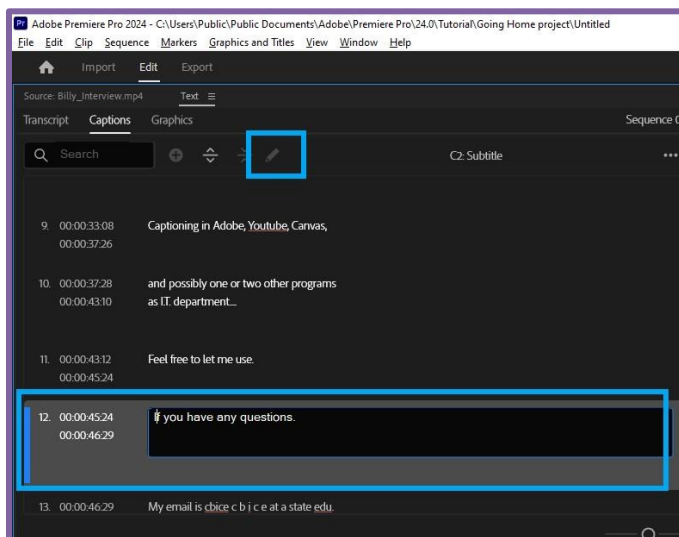 Pr Adobe Premiere Pro 2024 - C:\Users\Public\Public Documents\Adobe\Premiere Pro\24.0\Tutorial\Going Home project\Untitled
File Edit Clip Sequence Markers Graphics and Titles View Window Help
Import Edit Export
Source: Billy_Interview.mp4 Text
Transcript Captions Graphics Sequence 0
Search C2: Subtitle ...
9. 00:00:33:08 Captioning in Adobe, Youtube, Canvas,
00:00:37:26
10. 00:00:37:28 and possibly one or two other programs
00:00:43:10 as I.T. department...
11. 00:00:43:12 Feel free to let me use.
00:00:45:24
12. 00:00:45:24 If you have any questions.
00:00:46:29
13. 00:00:46:29 My email is cbice c b i c e at a state edu.